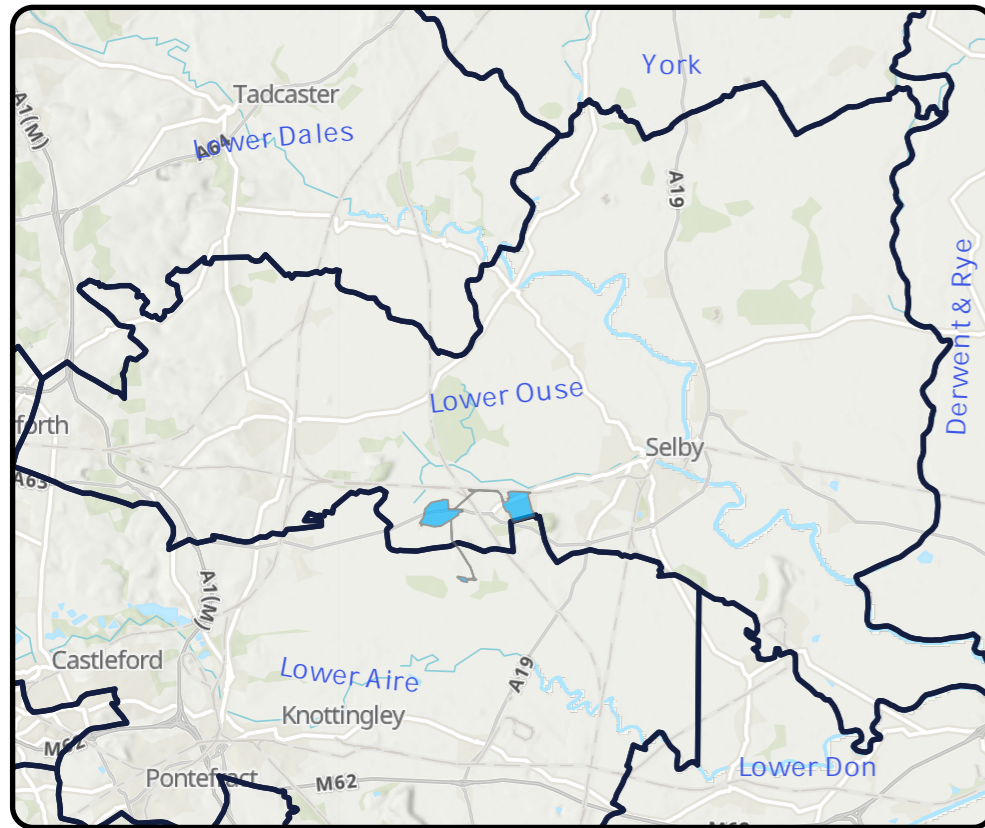 York
Tadcaster
A1(M)
Lower Dales
A64
A19
Derwent & Rye
Lower Ouse
forth
Selby
A63
A1(M)
Castleford
Lower Aire
A19
Knottingley
M62
Pontefract
M62
Lower Don